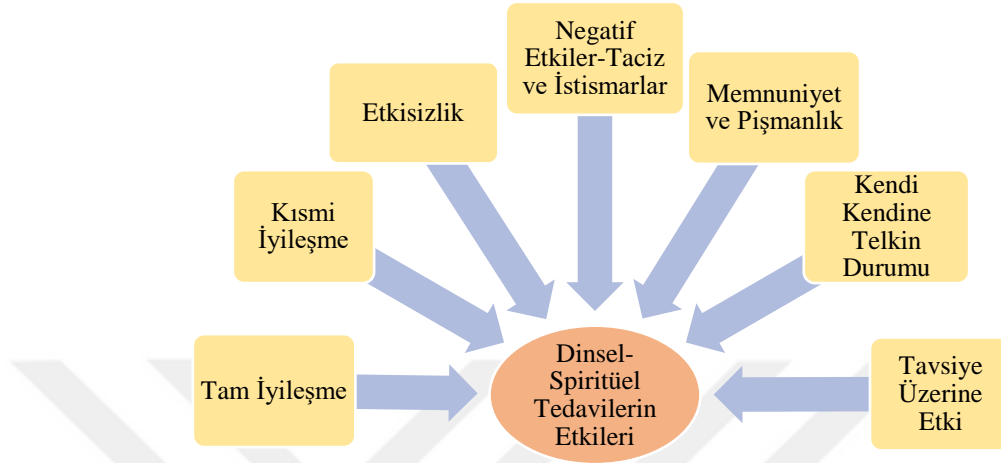 Negatif
Etkiler-Taciz
ve İstismarlar
Etkisizlik
Memnuniyet
ve Pişmanlık
Kısmi
İyileşme
Kendi
Kendine
Telkin
Durumu
Tam İyileşme
Dinsel-
Spiritüel
Tedavilerin
Etkileri
Tavsiye
Üzerine
Etki